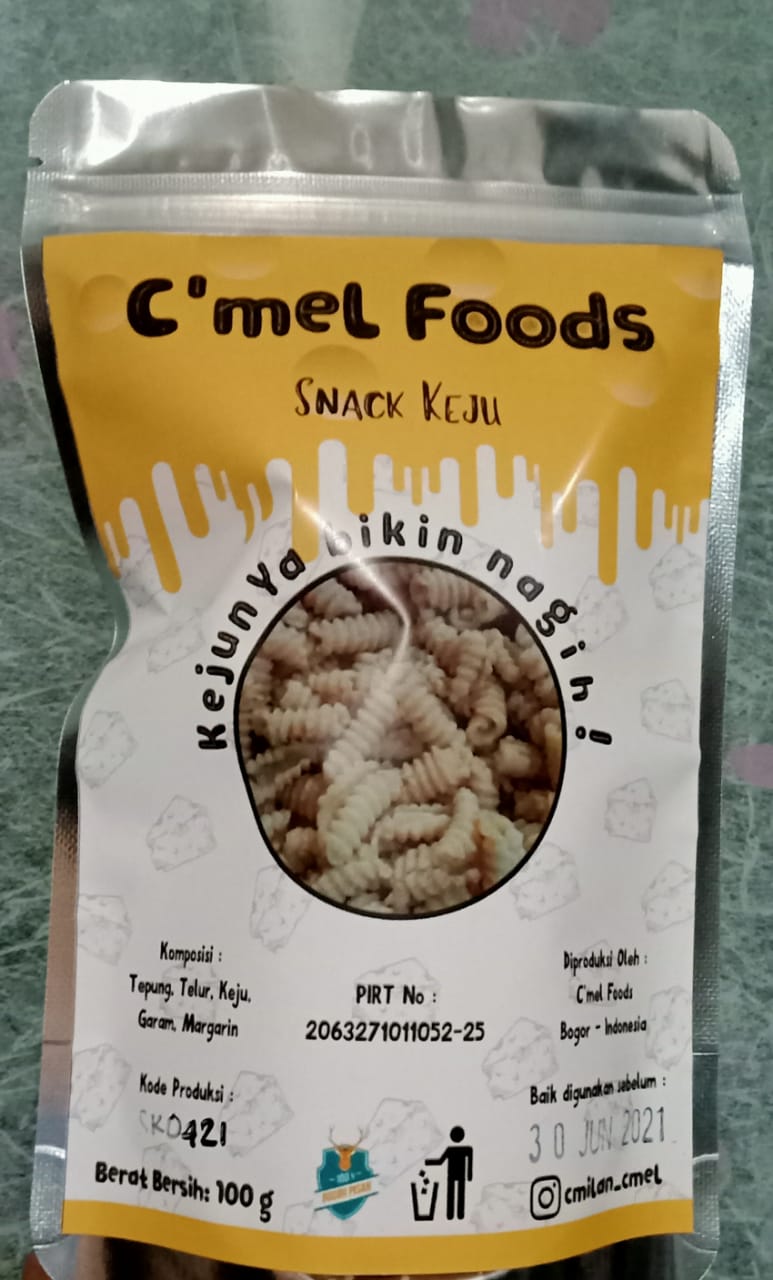 C'meL Foods
Snack Keju
Kejunya bikin nagih!
Komposisi :
Tepung, Telur, Keju,
Garam, Margarin
PIRT No :
2063271011052-25
Diproduksi Oleh :
C'mel Foods
Bogor - Indonesia
Kode Produksi :
SK0421
Baik digunakan sebelum :
30 JUN 2021
Berat Bersih: 100 g
cmilan_cmel